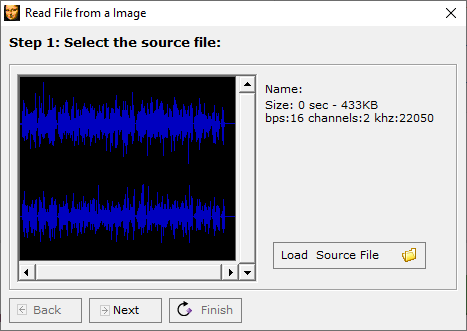 Read File from a Image
Step 1: Select the source file:
Name:
Size: 0 sec - 433KB
bps:16 channels:2 khz:22050
Load Source File
Back
Next
Finish